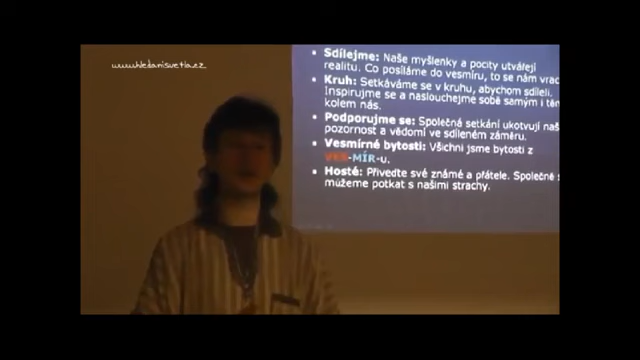 www.hledanisvetla.cz
• Sdílejme: Naše myšlenky a pocity utvářejí
realitu. Co posíláme do vesmíru, to se nám vrac
• Kruh: Setkáváme se v kruhu, abychom sdíleli.
Inspirujme se a naslouchejme sobě samým i těm
kolem nás.
• Podporujme se: Společná setkání ukotvují naš
pozornost a vědomí ve sdíleném záměru.
• Vesmírné bytosti: Všichni jsme bytosti z
VES-MÍR-u.
• Hosté: Přiveďte své známé a přátele. Společně s
můžeme potkat s našimi strachy.